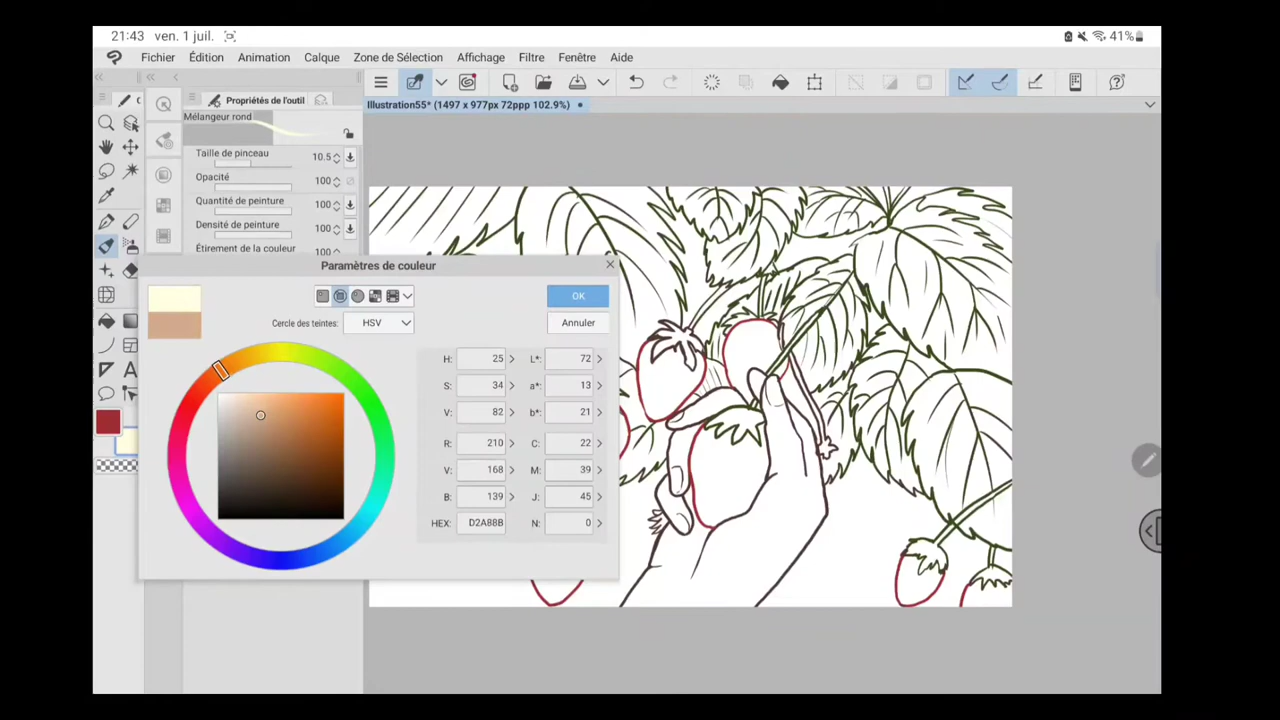 21:43 ven. 1 juil. 41%
Fichier Édition Animation Calque Zone de Sélection Affichage Filtre Fenêtre Aide
Propriétés de l'outil
Illustration55* (1497 x 977px 72ppp 102.9%)
Mélangeur rond
Taille de pinceau 10.5
Opacité 100
Quantité de peinture 100
Densité de peinture 100
Étirement de la couleur 100
Paramètres de couleur
OK
Cercle des teintes: HSV Annuler
H: 25 L*: 72
S: 34 a*: 13
V: 82 b*: 21
R: 210 C: 22
V: 168 M: 39
B: 139 J: 45
HEX: D2A88B N: 0
A